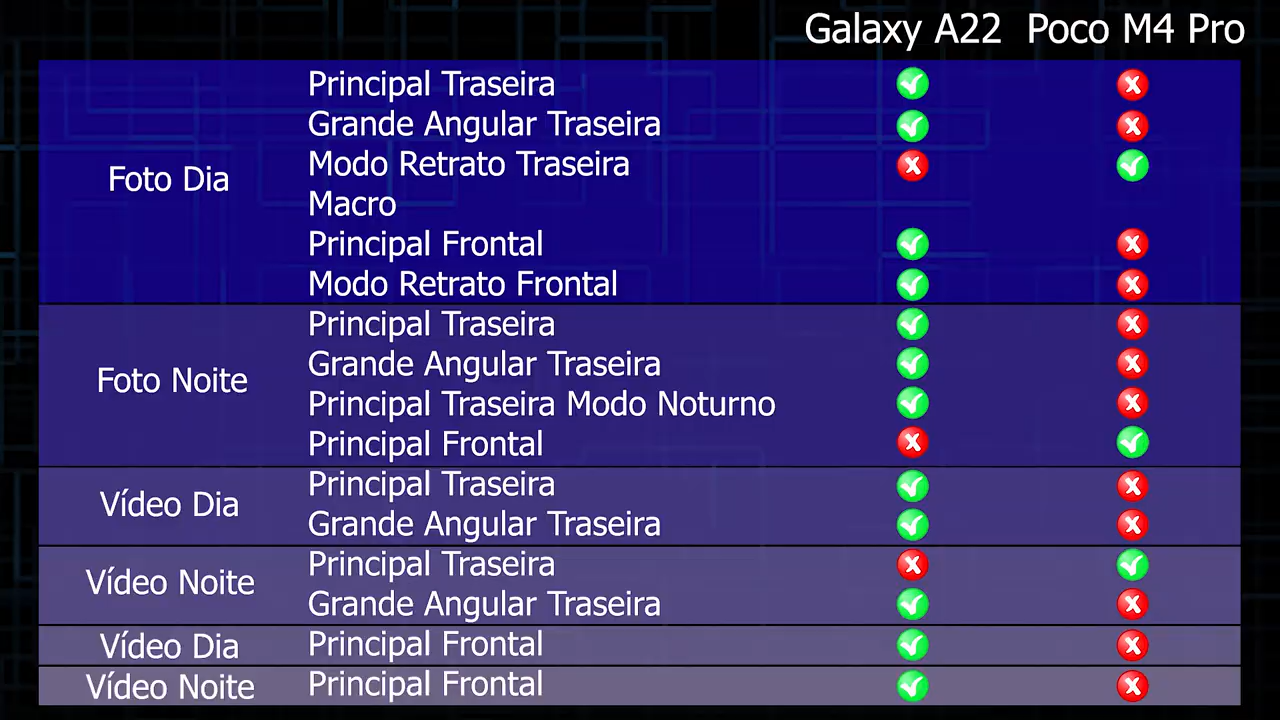 Galaxy A22 Poco M4 Pro
Foto Dia
Principal Traseira
Grande Angular Traseira
Modo Retrato Traseira
Macro
Principal Frontal
Modo Retrato Frontal
Foto Noite
Principal Traseira
Grande Angular Traseira
Principal Traseira Modo Noturno
Principal Frontal
Vídeo Dia
Principal Traseira
Grande Angular Traseira
Vídeo Noite
Principal Traseira
Grande Angular Traseira
Vídeo Dia
Principal Frontal
Vídeo Noite
Principal Frontal